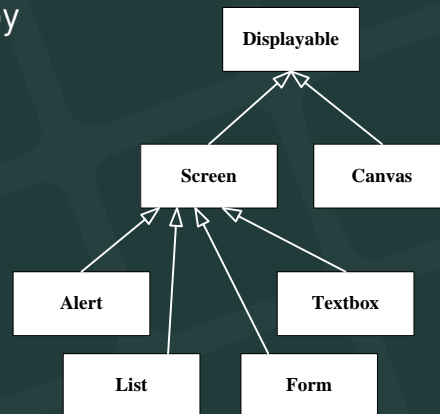 Displayable
Screen
Canvas
Alert
Textbox
List
Form